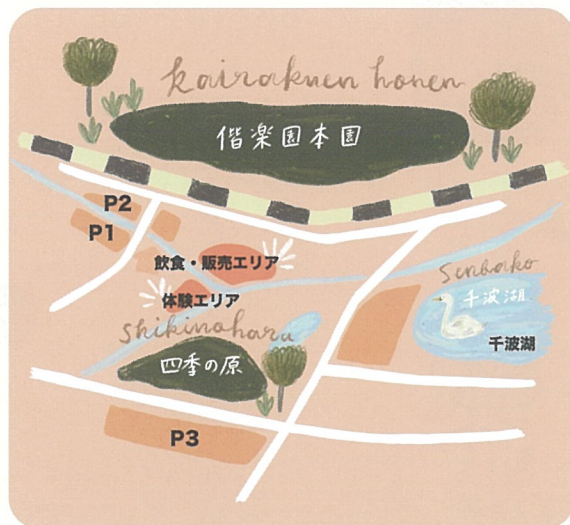 kairakuen honen
偕楽園本園
P2
P1
飲食・販売エリア
体験エリア
Senbako
千波湖
千波湖
Shikinohara
四季の原
P3